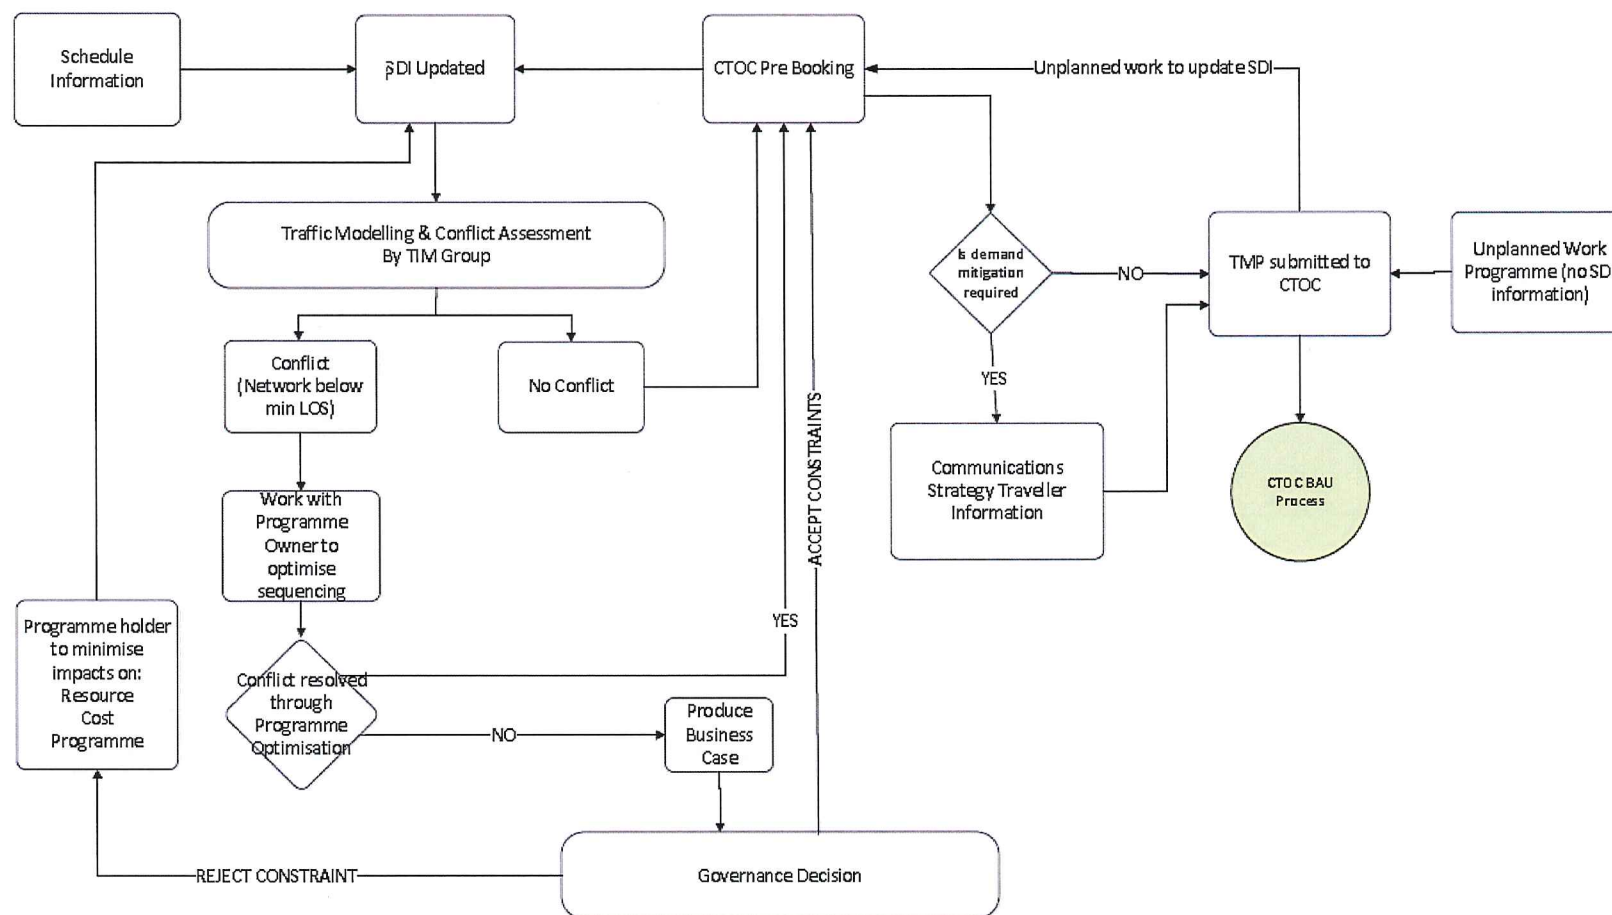 Schedule
Information
SDI Updated
CTOC Pre Booking
Unplanned work to update SDI
Traffic Modelling & Conflict Assessment
By TIM Group
Is demand
mitigation
required
NO
TMP submitted to
CTOC
Unplanned Work
Programme (no SD
information)
Conflict
(Network below
min LOS)
No Conflict
YES
ACCEPT CONSTRAINTS
Communications
Strategy Traveller
Information
CTOC BAU
Process
Work with
Programme
Owner to
optimise
sequencing
Programme holder
to minimise
impacts on:
Resource
Cost
Programme
YES
Conflict resolved
through
Programme
Optimisation
NO
Produce
Business
Case
Governance Decision
REJECT CONSTRAINT